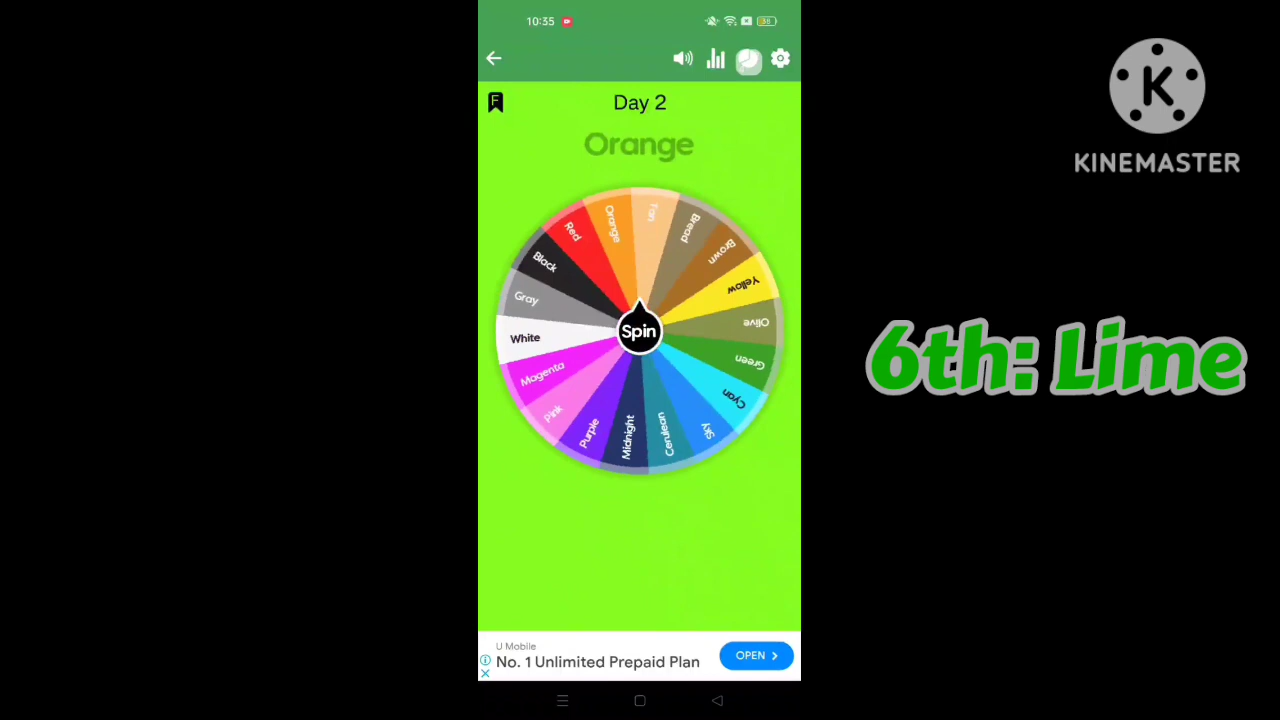 10:35
38
F
Day 2
Orange
Tan
Bread
Brown
Yellow
Olive
Green
Cyan
Sky
Cerulean
Midnight
Purple
Pink
Magenta
White
Gray
Black
Red
Orange
Spin
U Mobile
No. 1 Unlimited Prepaid Plan
OPEN
6th: Lime
K
KINEMASTER